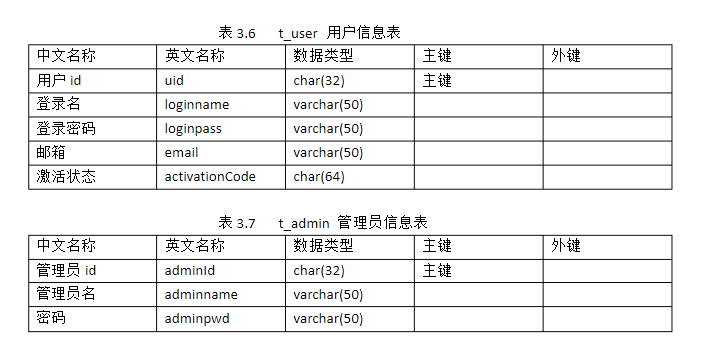 表 3.6 t_user 用户信息表
中文名称 英文名称 数据类型 主键 外键
用户 id uid char(32) 主键
登录名 loginname varchar(50)
登录密码 loginpass varchar(50)
邮箱 email varchar(50)
激活状态 activationCode char(64)
表 3.7 t_admin 管理员信息表
中文名称 英文名称 数据类型 主键 外键
管理员 id adminId char(32) 主键
管理员名 adminname varchar(50)
密码 adminpwd varchar(50)